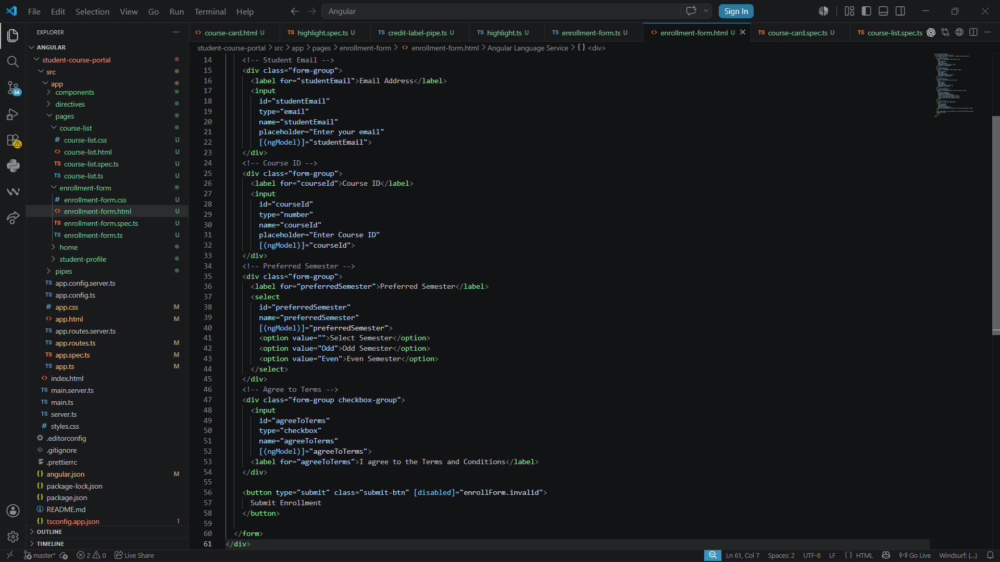 File Edit Selection View Go Run Terminal Help
Angular
Sign In
EXPLORER
ANGULAR
student-course-portal
src
app
components
directives
pages
course-list
course-list.css U
course-list.html U
course-list.spec.ts U
course-list.ts U
enrollment-form
enrollment-form.css U
enrollment-form.html U
enrollment-form.spec.ts U
enrollment-form.ts U
home
student-profile
pipes
app.config.server.ts
app.config.ts
app.css M
app.html M
app.routes.server.ts
app.routes.ts M
app.spec.ts M
app.ts M
index.html
main.server.ts
main.ts
server.ts
styles.css
.editorconfig
.gitignore
.prettierrc
angular.json M
package-lock.json
package.json
README.md
tsconfig.app.json 1
OUTLINE
TIMELINE
34
course-card.html U
highlight.spec.ts U
credit-label-pipe.ts U
highlight.ts U
enrollment-form.ts U
enrollment-form.html U
course-card.spec.ts U
course-list.spec.ts
student-course-portal > src > app > pages > enrollment-form > enrollment-form.html > Angular Language Service > {} <div>
14 <!-- Student Email -->
15 <div class="form-group">
16 <label for="studentEmail">Email Address</label>
17 <input
18 id="studentEmail"
19 type="email"
20 name="studentEmail"
21 placeholder="Enter your email"
22 [(ngModel)]="studentEmail">
23 </div>
24 <!-- Course ID -->
25 <div class="form-group">
26 <label for="courseId">Course ID</label>
27 <input
28 id="courseId"
29 type="number"
30 name="courseId"
31 placeholder="Enter Course ID"
32 [(ngModel)]="courseId">
33 </div>
34 <!-- Preferred Semester -->
35 <div class="form-group">
36 <label for="preferredSemester">Preferred Semester</label>
37 <select
38 id="preferredSemester"
39 name="preferredSemester"
40 [(ngModel)]="preferredSemester">
41 <option value="">Select Semester</option>
42 <option value="Odd">Odd Semester</option>
43 <option value="Even">Even Semester</option>
44 </select>
45 </div>
46 <!-- Agree to Terms -->
47 <div class="form-group checkbox-group">
48 <input
49 id="agreeToTerms"
50 type="checkbox"
51 name="agreeToTerms"
52 [(ngModel)]="agreeToTerms">
53 <label for="agreeToTerms">I agree to the Terms and Conditions</label>
54 </div>
55
56 <button type="submit" class="submit-btn" [disabled]="enrollForm.invalid">
57 Submit Enrollment
58 </button>
59
60 </form>
61 </div>
master* 2 0 Live Share
Ln 61, Col 7 Spaces: 2 UTF-8 LF {} HTML Go Live Windsurf: {...}